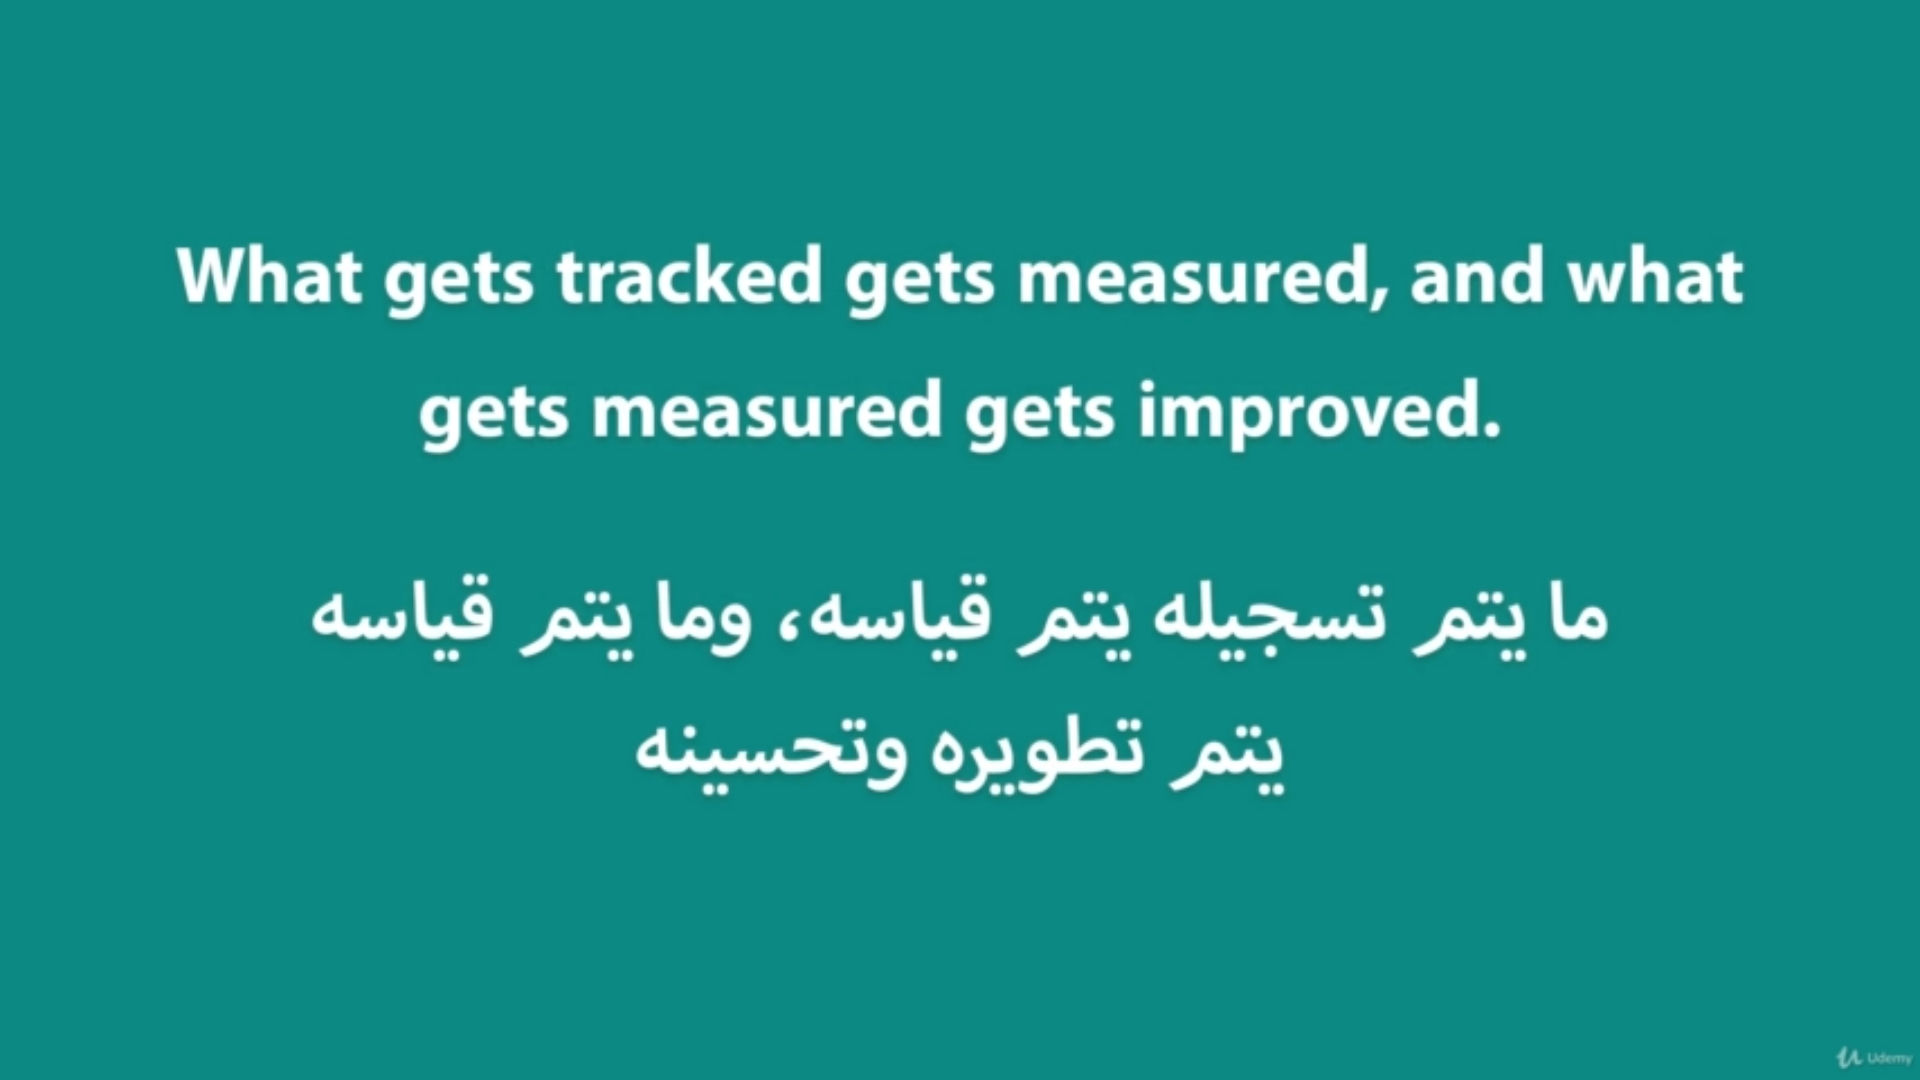 What gets tracked gets measured, and what
gets measured gets improved.
ما يتم تسجيله يتم قياسه، وما يتم قياسه
يتم تطويره وتحسينه
Udemy